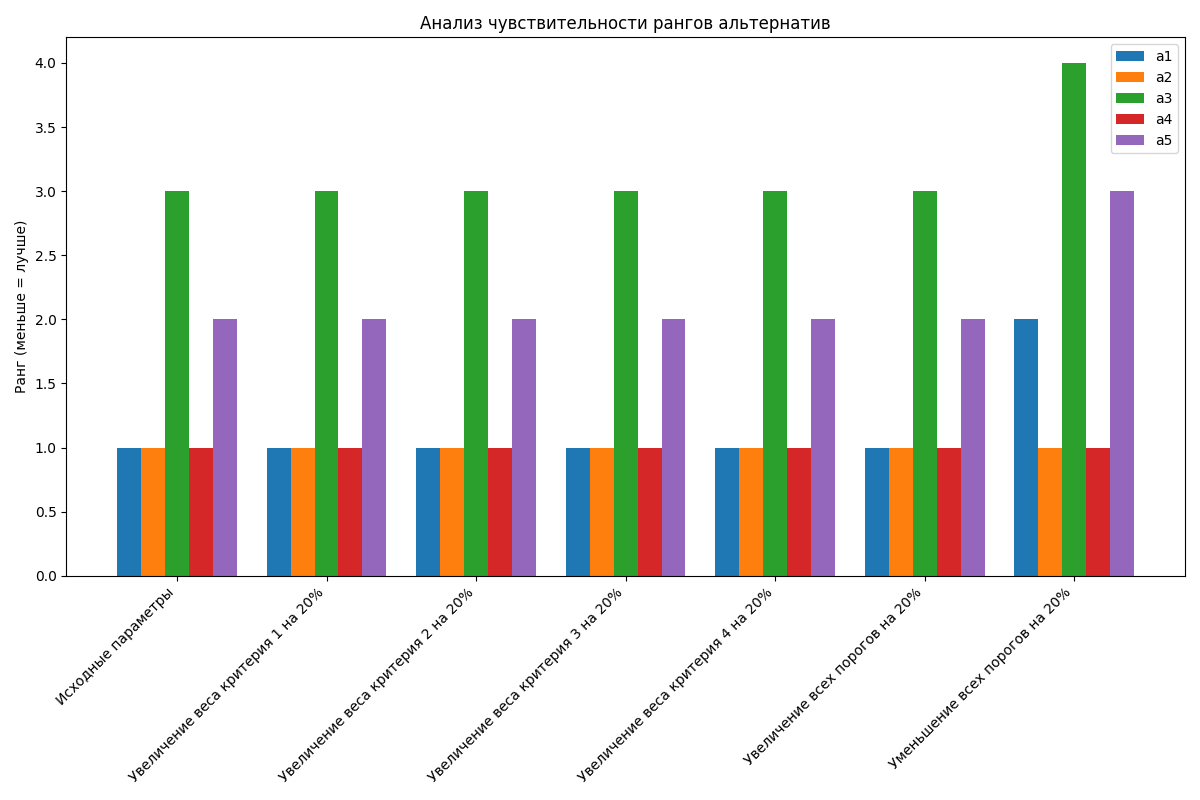 Анализ чувствительности рангов альтернатив
Ранг (меньше = лучше)
4.0
3.5
3.0
2.5
2.0
1.5
1.0
0.5
0.0
a1
a2
a3
a4
a5
Исходные параметры
Увеличение веса критерия 1 на 20%
Увеличение веса критерия 2 на 20%
Увеличение веса критерия 3 на 20%
Увеличение веса критерия 4 на 20%
Увеличение всех порогов на 20%
Уменьшение всех порогов на 20%